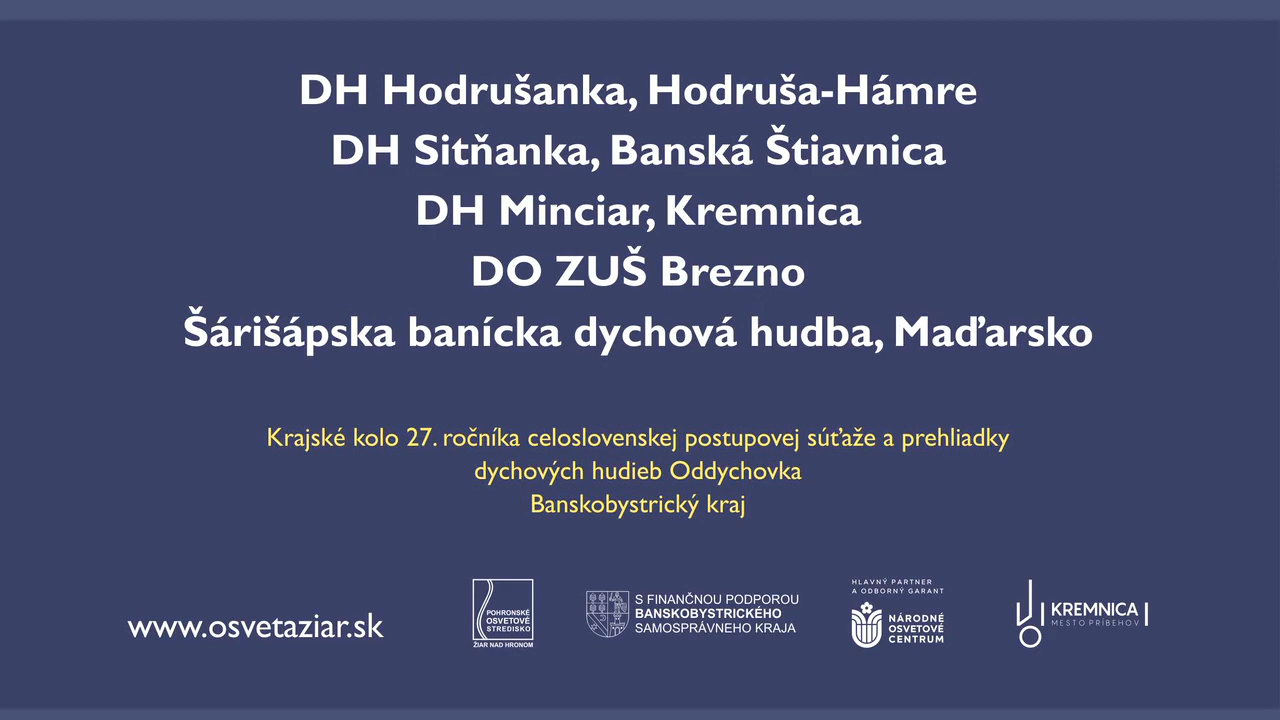 DH Hodrušanka, Hodruša-Hámre
DH Sitňanka, Banská Štiavnica
DH Minciar, Kremnica
DO ZUŠ Brezno
Šárišápska banícka dychová hudba, Maďarsko
Krajské kolo 27. ročníka celoslovenskej postupovej súťaže a prehliadky
dychových hudieb Oddychovka
Banskobystrický kraj
www.osvetaziar.sk
POHRONSKÉ
OSVETOVÉ
STREDISKO
ŽIAR NAD HRONOM
S FINANČNOU PODPOROU
BANSKOBYSTRICKÉHO
SAMOSPRÁVNEHO KRAJA
HLAVNÝ PARTNER
A ODBORNÝ GARANT
NÁRODNÉ
OSVETOVÉ
CENTRUM
KREMNICA
MESTO PRÍBEHOV